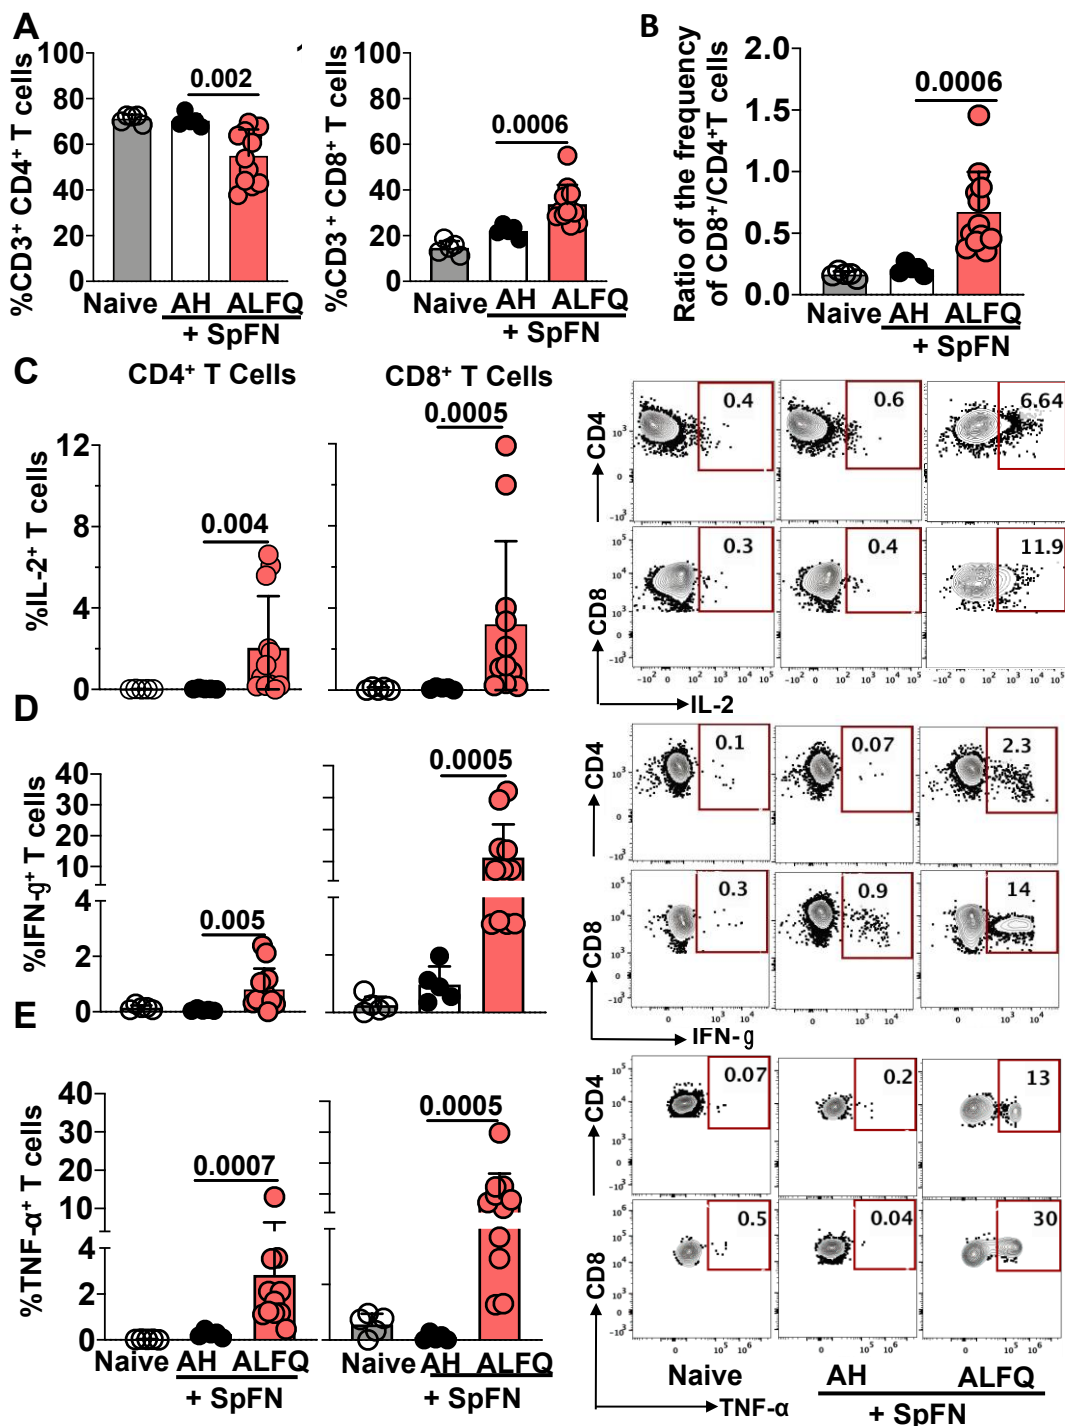 A
B
%CD3+ CD4+ T cells
100
80
60
40
20
0
0.002
Naive AH ALFQ
+ SpFN
%CD3 + CD8+ T cells
100
80
60
40
20
0
0.0006
Naive AH ALFQ
+ SpFN
Ratio of the frequency
of CD8+/CD4+T cells
2.0
1.5
1.0
0.5
0.0
0.0006
Naive AH ALFQ
+ SpFN
C
CD4+ T Cells
CD8+ T Cells
%IL-2+ T cells
12
8
4
2
0
0.004
0.0005
CD4
0.4
0.6
6.64
CD8
0.3
0.4
11.9
IL-2
D
%IFN-g+ T cells
40
30
20
10
4
2
0
0.005
0.0005
CD4
0.1
0.07
2.3
CD8
0.3
0.9
14
IFN-g
E
%TNF-α+ T cells
40
30
20
10
4
2
0
0.0007
0.0005
Naive AH ALFQ
+ SpFN
Naive AH ALFQ
+ SpFN
CD4
0.07
0.2
13
CD8
0.5
0.04
30
Naive AH ALFQ
TNF-α + SpFN